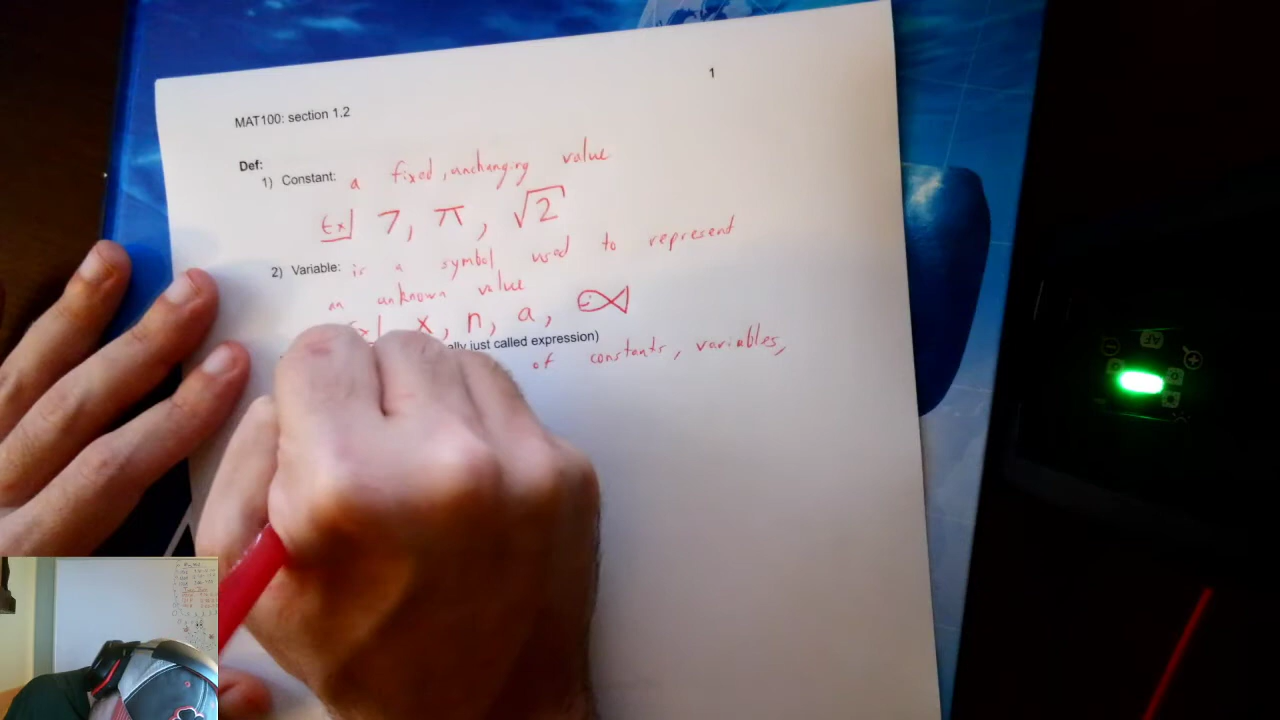 1
MAT100: section 1.2
Def:
1) Constant: a fixed, unchanging value
Ex] 7, π, √2
2) Variable: is a symbol used to represent
an unknown value
x, n, a,
ally just called expression)
of constants, variables,
AF